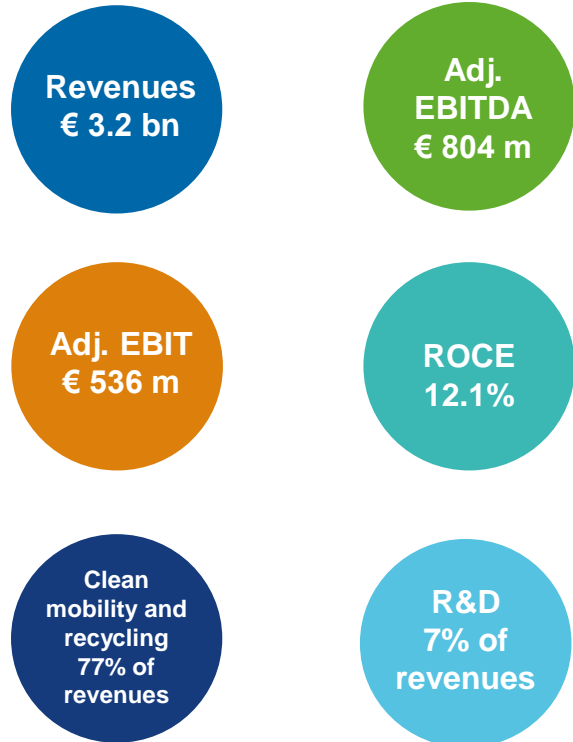 Revenues
€ 3.2 bn
Adj.
EBITDA
€ 804 m
Adj. EBIT
€ 536 m
ROCE
12.1%
Clean
mobility and
recycling
77% of
revenues
R&D
7% of
revenues